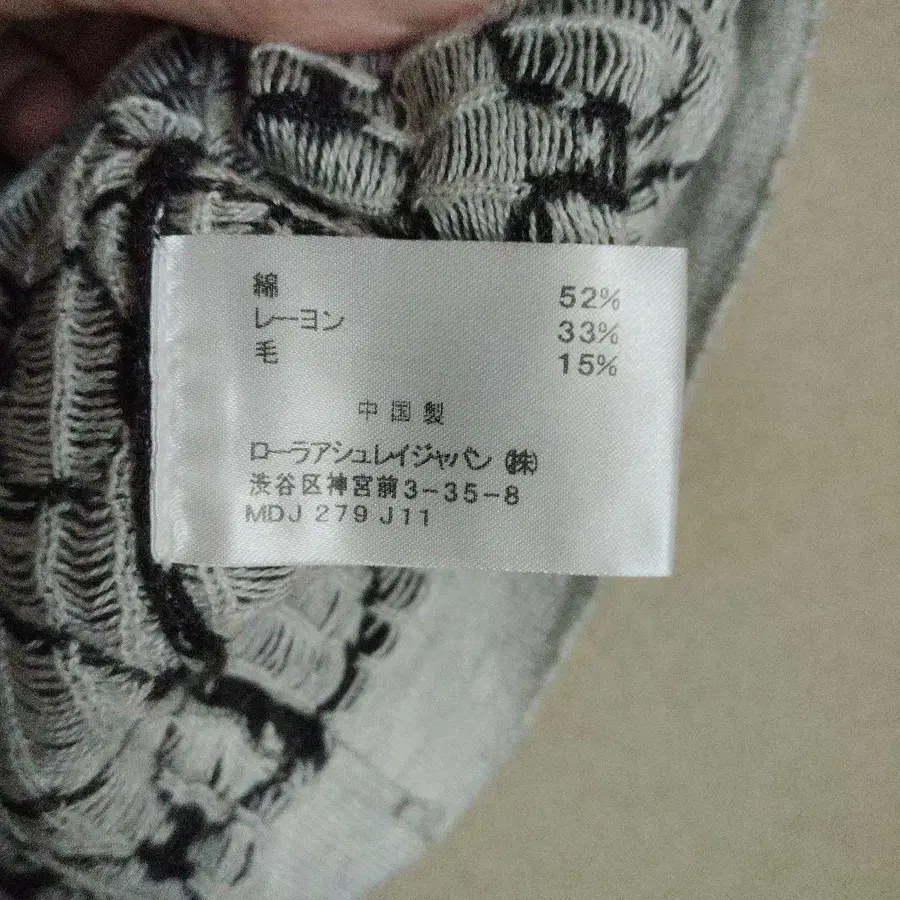 綿 52%
レーヨン 33%
毛 15%
中国製
ローラアシュレイジャパン(株)
渋谷区神宮前3-35-8
MDJ 279 J11